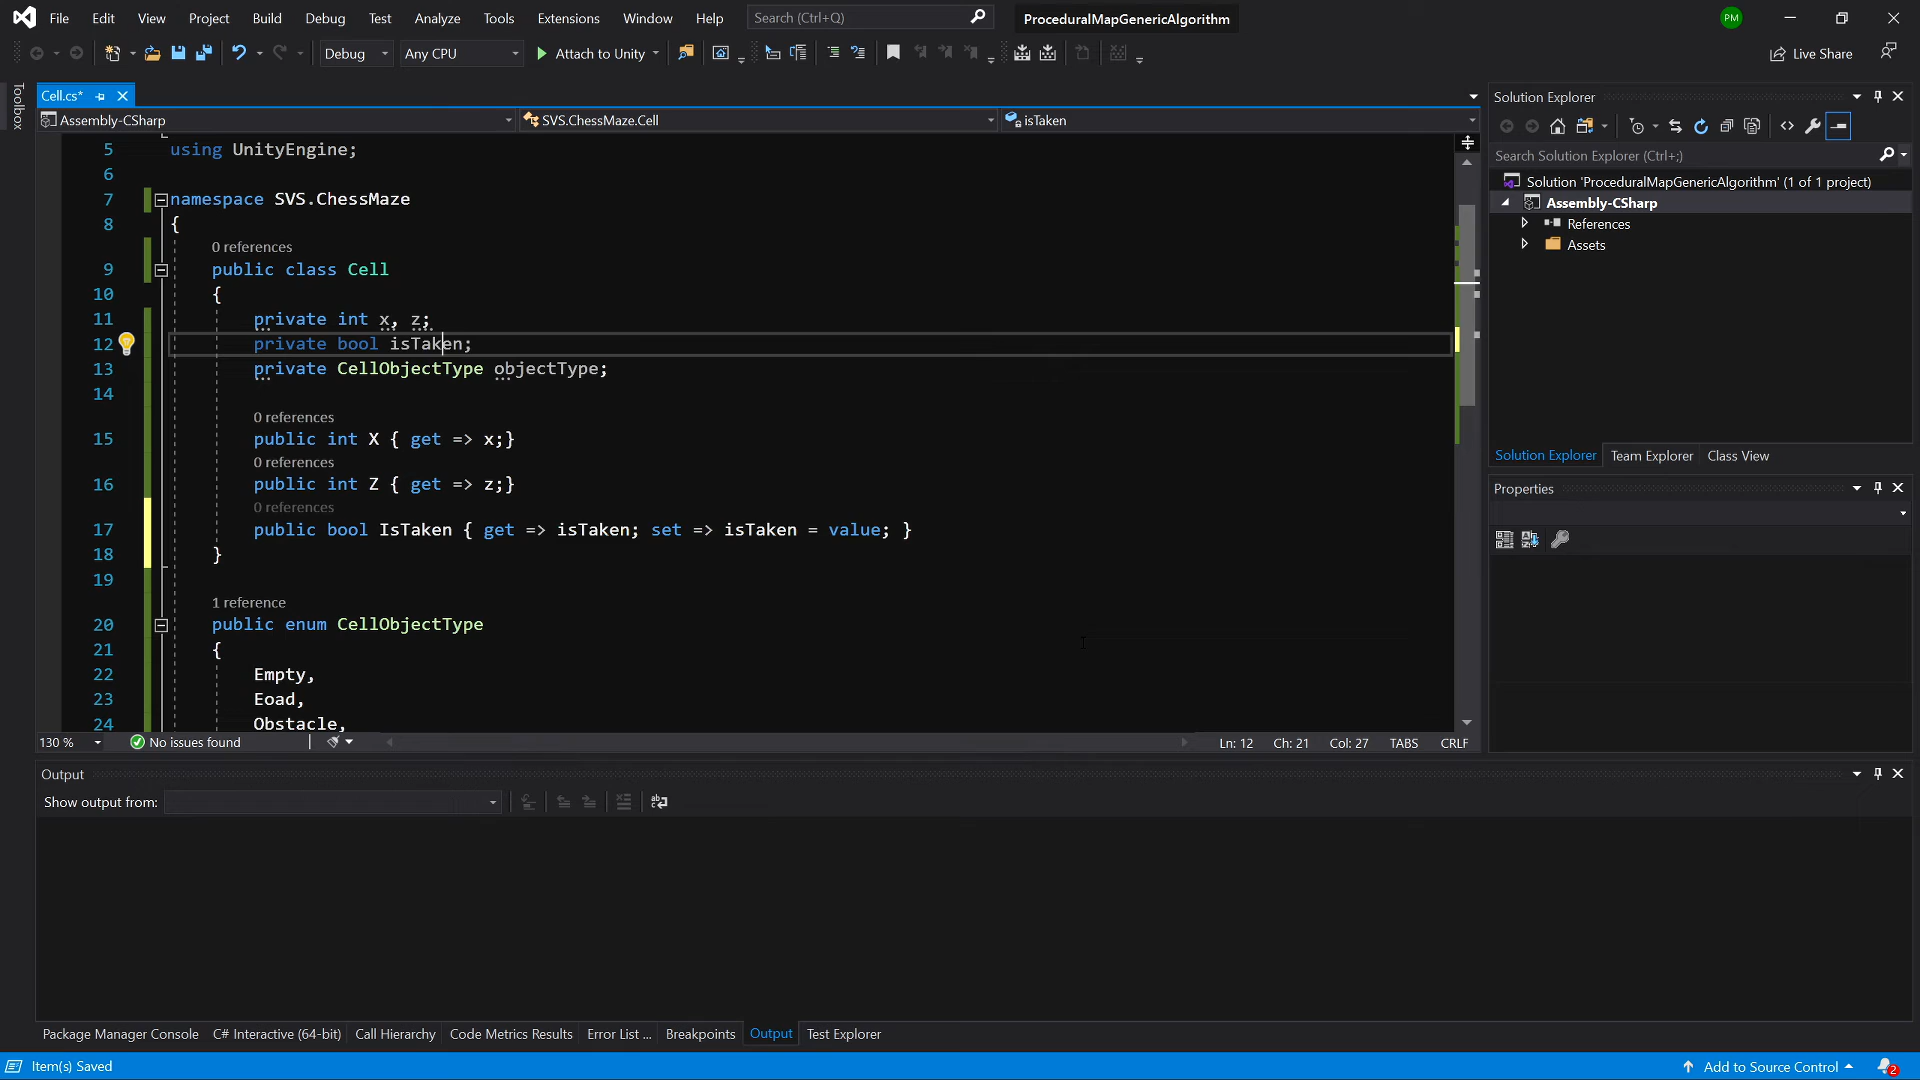 File Edit View Project Build Debug Test Analyze Tools Extensions Window Help Search (Ctrl+Q) ProceduralMapGenericAlgorithm PM
Debug Any CPU Attach to Unity Live Share
Toolbox
Cell.cs*
Assembly-CSharp SVS.ChessMaze.Cell isTaken
5 using UnityEngine;
6
7 namespace SVS.ChessMaze
8 {
0 references
9 public class Cell
10 {
11 private int x, z;
12 private bool isTaken;
13 private CellObjectType objectType;
14
0 references
15 public int X { get => x;}
0 references
16 public int Z { get => z;}
0 references
17 public bool IsTaken { get => isTaken; set => isTaken = value; }
18 }
19
1 reference
20 public enum CellObjectType
21 {
22 Empty,
23 Eoad,
24 Obstacle,
130 % No issues found Ln: 12 Ch: 21 Col: 27 TABS CRLF
Solution Explorer
Search Solution Explorer (Ctrl+;)
Solution 'ProceduralMapGenericAlgorithm' (1 of 1 project)
Assembly-CSharp
References
Assets
Solution Explorer Team Explorer Class View
Properties
Output
Show output from:
Package Manager Console C# Interactive (64-bit) Call Hierarchy Code Metrics Results Error List ... Breakpoints Output Test Explorer
Item(s) Saved Add to Source Control 2